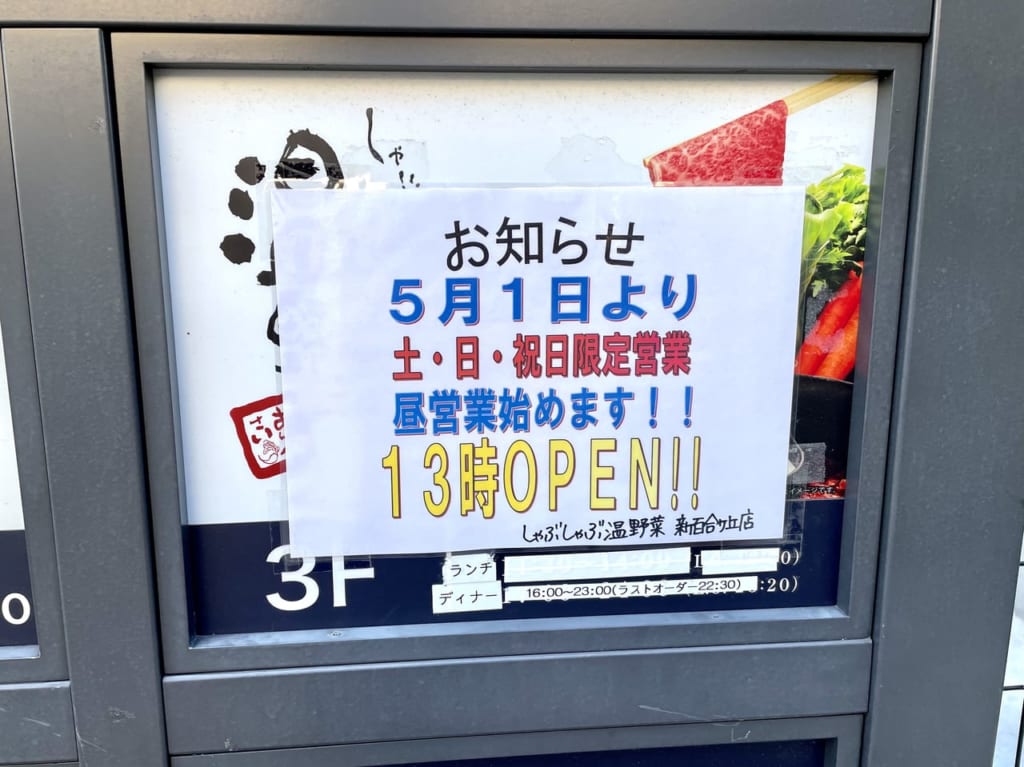 しゃ
お知らせ
5月1日より
土・日・祝日限定営業
昼営業始めます！！
13時OPEN!!
しゃぶしゃぶ温野菜 新百合ヶ丘店
3F
ランチ
ディナー 16:00~23:00(ラストオーダー22:30)